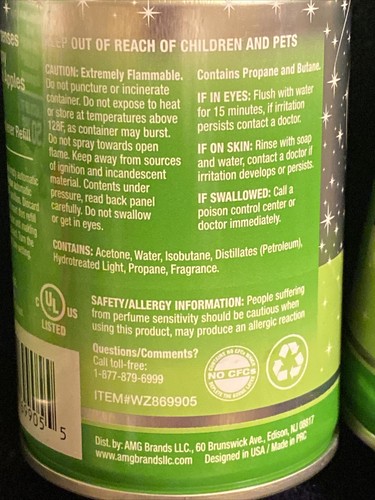 KEEP OUT OF REACH OF CHILDREN AND PETS
CAUTION: Extremely Flammable.
Do not puncture or incinerate
container. Do not expose to heat
or store at temperatures above
128F, as container may burst.
Do not spray towards open
flame. Keep away from sources
of ignition and incandescent
material. Contents under
pressure, read back panel
carefully. Do not swallow
or get in eyes.
Contains Propane and Butane.
IF IN EYES: Flush with water
for 15 minutes, if irritation
persists contact a doctor.
IF ON SKIN: Rinse with soap
and water, contact a doctor if
irritation develops or persists.
IF SWALLOWED: Call a
poison control center or
doctor immediately.
CONTAINS: Acetone, Water, Isobutane, Distillates (Petroleum),
Hydrotreated Light, Propane, Fragrance.
C UL US
LISTED
SAFETY/ALLERGY INFORMATION: People suffering
from perfume sensitivity should be cautious when
using this product, may produce an allergic reaction
Questions/Comments?
Call toll-free:
1-877-879-6999
ITEM#WZ869905
NO CFCS
9905 5
Dist. by: AMG Brands LLC., 60 Brunswick Ave., Edison, NJ 08817
www.amgbrandsllc.com Designed in USA / Made in PRC